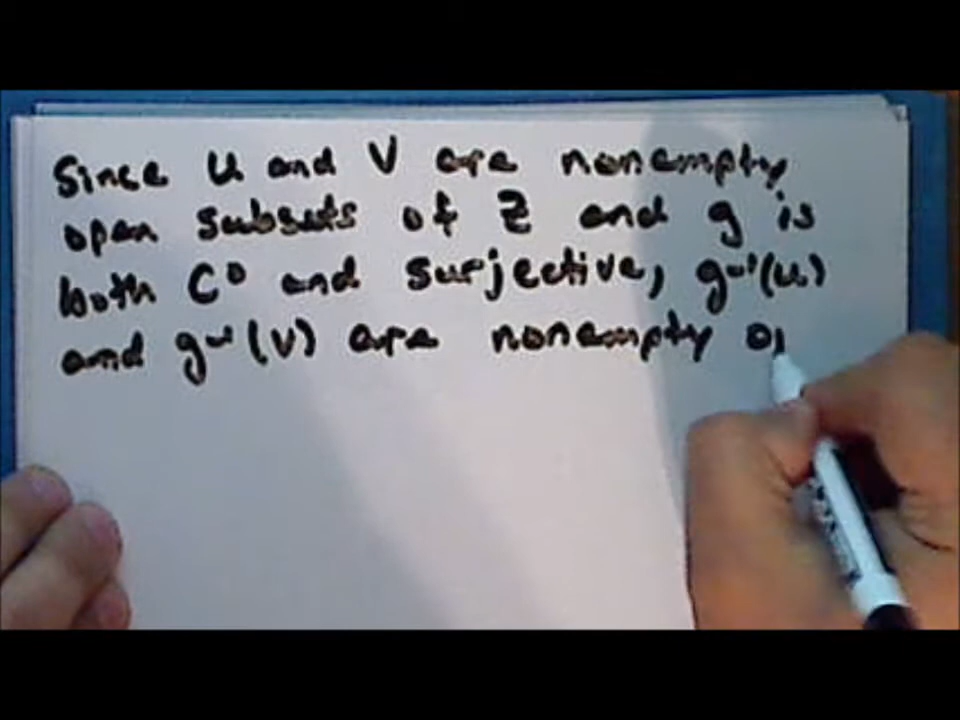 Since U and V are nonempty
open subsets of Z and g is
both C⁰ and surjective, g⁻¹(U)
and g⁻¹(V) are nonempty